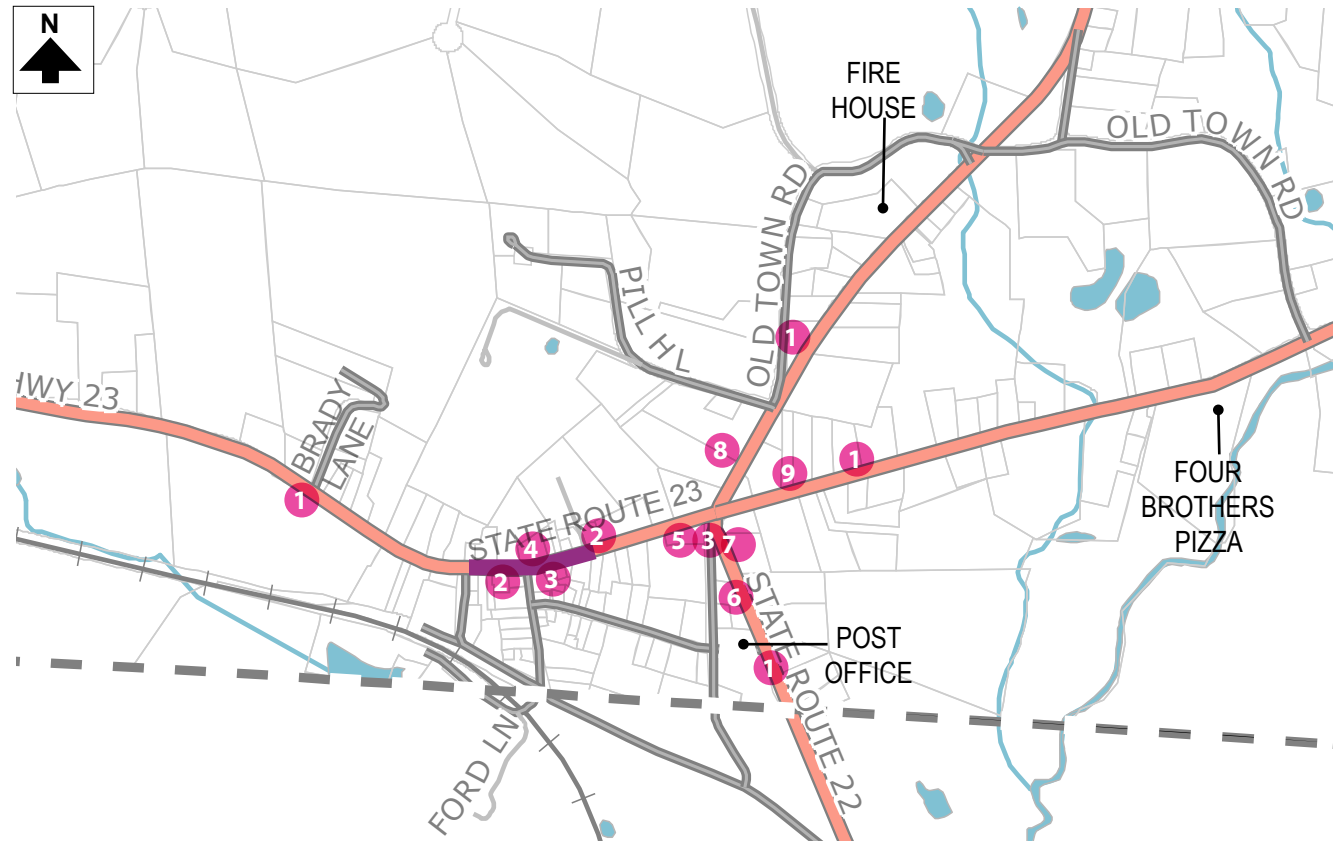 N
FIRE
HOUSE
OLD TOWN RD
OLD TOWN RD
PILL HL
1
HWY 23
BRADY
LANE
8
1
9
FOUR
BROTHERS
PIZZA
1
STATE ROUTE 23
4
2
5
3
7
2
3
6
STATE ROUTE 22
POST
OFFICE
1
FORD LN